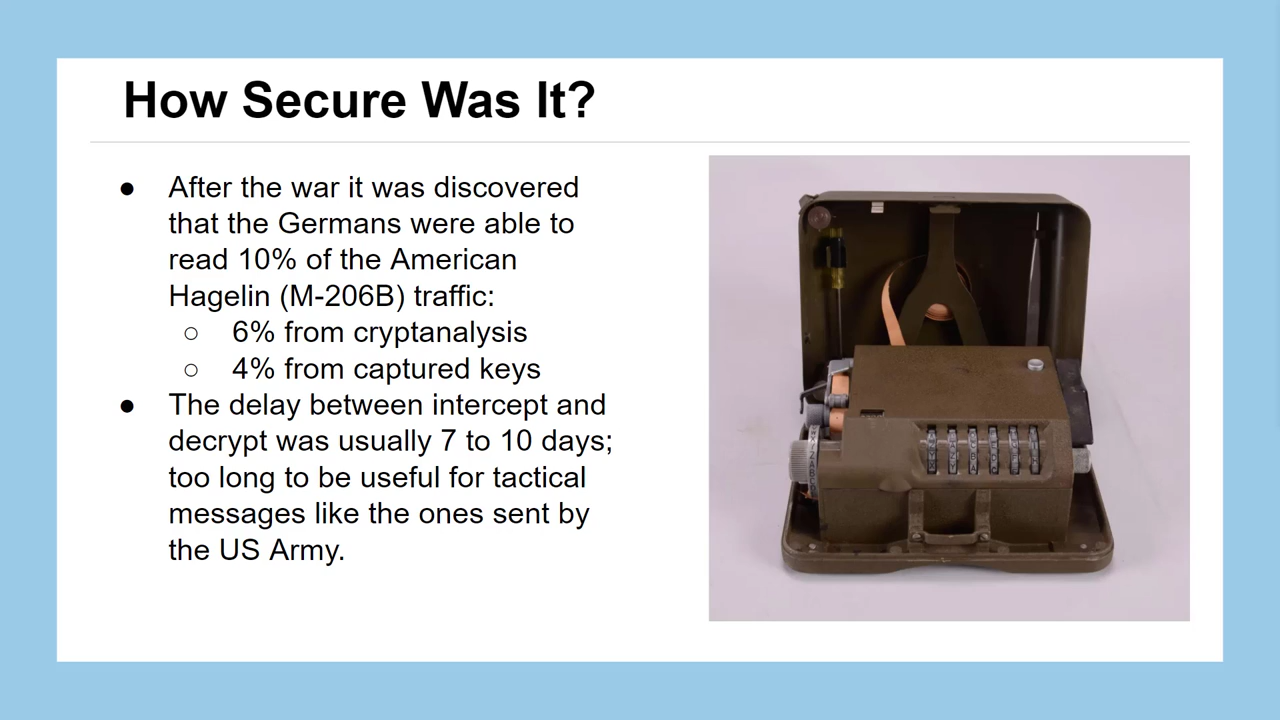 How Secure Was It?
● After the war it was discovered
that the Germans were able to
read 10% of the American
Hagelin (M-206B) traffic:
○ 6% from cryptanalysis
○ 4% from captured keys
● The delay between intercept and
decrypt was usually 7 to 10 days;
too long to be useful for tactical
messages like the ones sent by
the US Army.